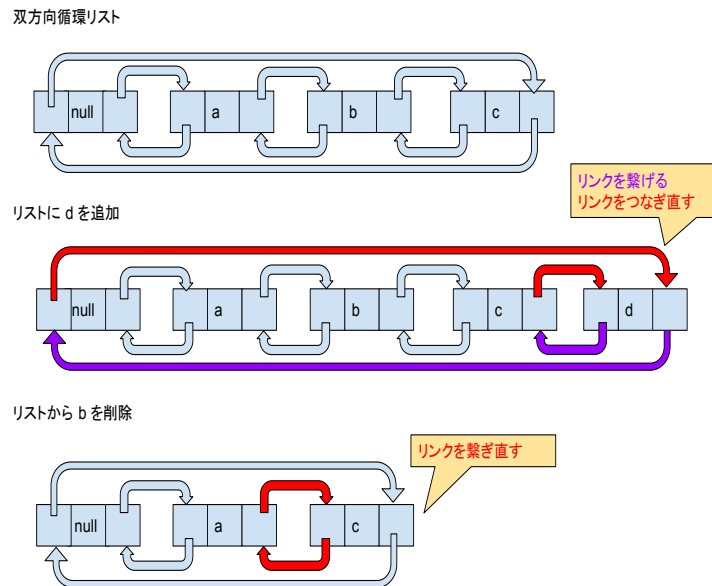 双方向循環リスト
null a b c
リンクを繋げる
リンクをつなぎ直す
リストに d を追加
null a b c d
リストから b を削除
リンクを繋ぎ直す
null a c